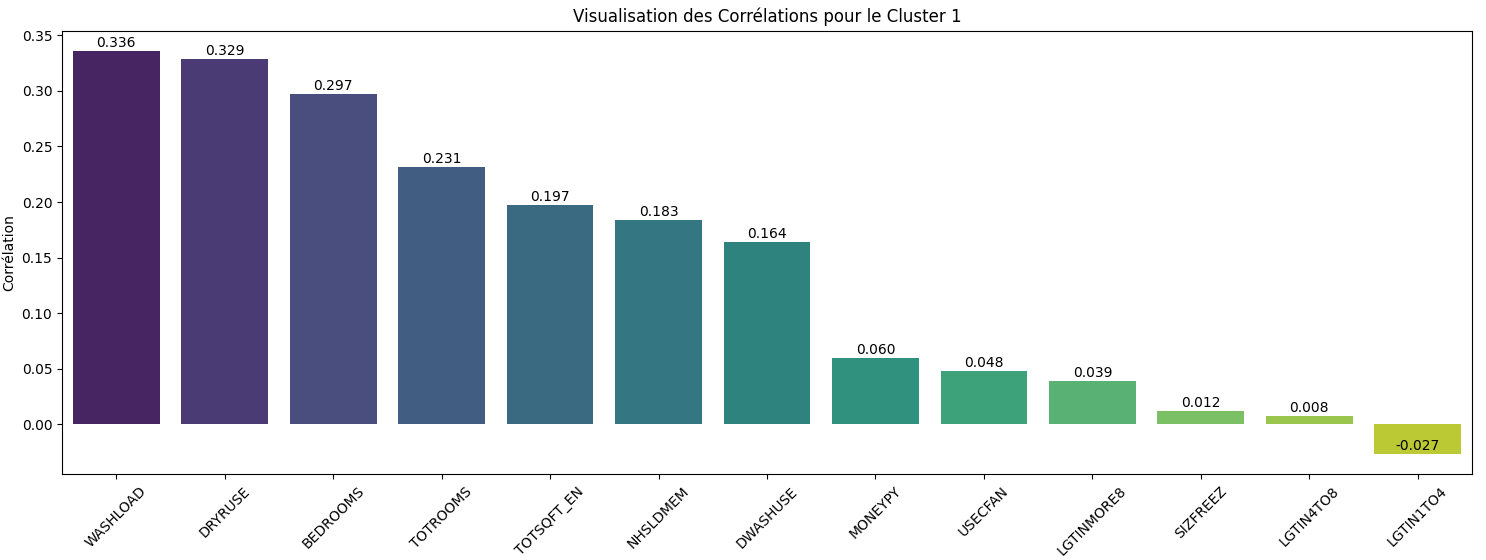 Visualisation des Corrélations pour le Cluster 1
Corrélation
0.35
0.30
0.25
0.20
0.15
0.10
0.05
0.00
0.336
0.329
0.297
0.231
0.197
0.183
0.164
0.060
0.048
0.039
0.012
0.008
-0.027
WASHLOAD
DRYRUSE
BEDROOMS
TOTROOMS
TOTSQFT_EN
NHSLDMEM
DWASHUSE
MONEYPY
USECFAN
LGTINMORE8
SIZFREEZ
LGTIN4TO8
LGTIN1TO4